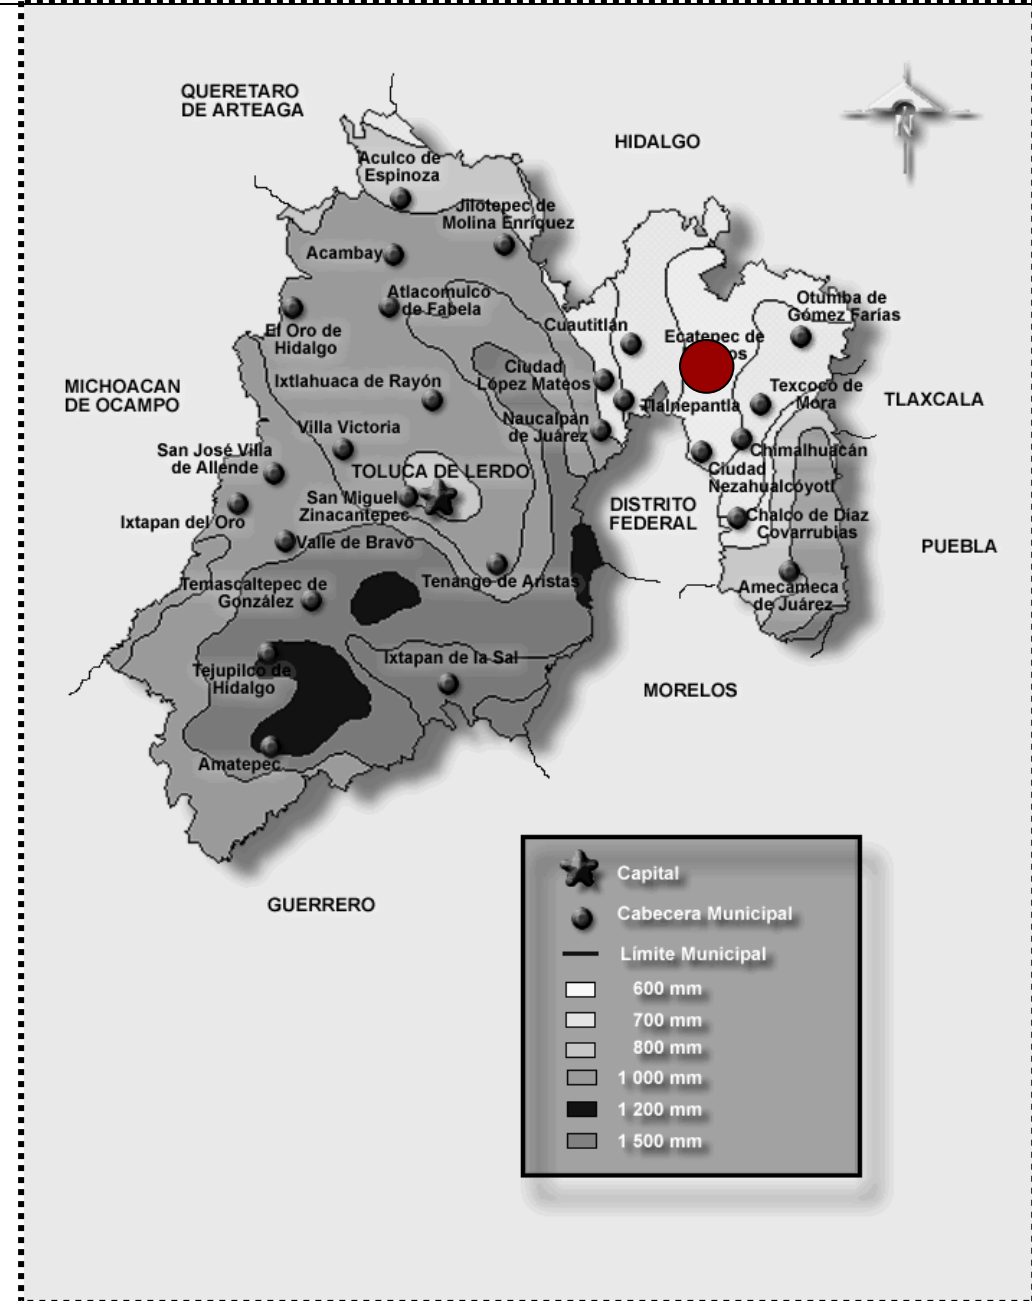 QUERETARO
DE ARTEAGA
HIDALGO
N
Aculco de
Espinoza
Jilotepec de
Molina Enríquez
Acambay
Atlacomulco
de Fabela
El Oro de
Hidalgo
Cuautitlán
Otumba de
Gómez Farías
Ecatepec de
Ciudad
López Mateos
Ixtlahuaca de Rayón
MICHOACAN
DE OCAMPO
Texcoco de
Mora
TLAXCALA
Tlalnepantla
Naucalpan
de Juárez
Villa Victoria
San José Villa
de Allende
Chimalhuacán
TOLUCA DE LERDO
Ciudad
Nezahualcóyotl
San Miguel
Zinacantepec
DISTRITO
FEDERAL
Ixtapan del Oro
Chalco de Díaz
Covarrubias
Valle de Bravo
PUEBLA
Temascaltepec de
González
Tenango de Aristas
Amecameca
de Juárez
Tejupilco de
Hidalgo
Ixtapan de la Sal
MORELOS
Amatepec
GUERRERO
Capital
Cabecera Municipal
Límite Municipal
600 mm
700 mm
800 mm
1 000 mm
1 200 mm
1 500 mm